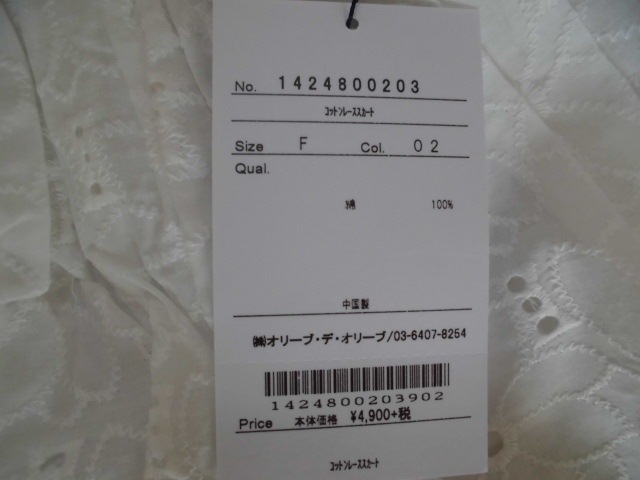 No. 1424800203
ｺｯﾄﾝﾚｰｽｽｶｰﾄ
Size F Col. 02
Qual.
綿 100%
中国製
㈱オリーブ・デ・オリーブ/03-6407-8254
1424800203902
Price 本体価格 ¥4,900+税
ｺｯﾄﾝﾚｰｽｽｶｰﾄ